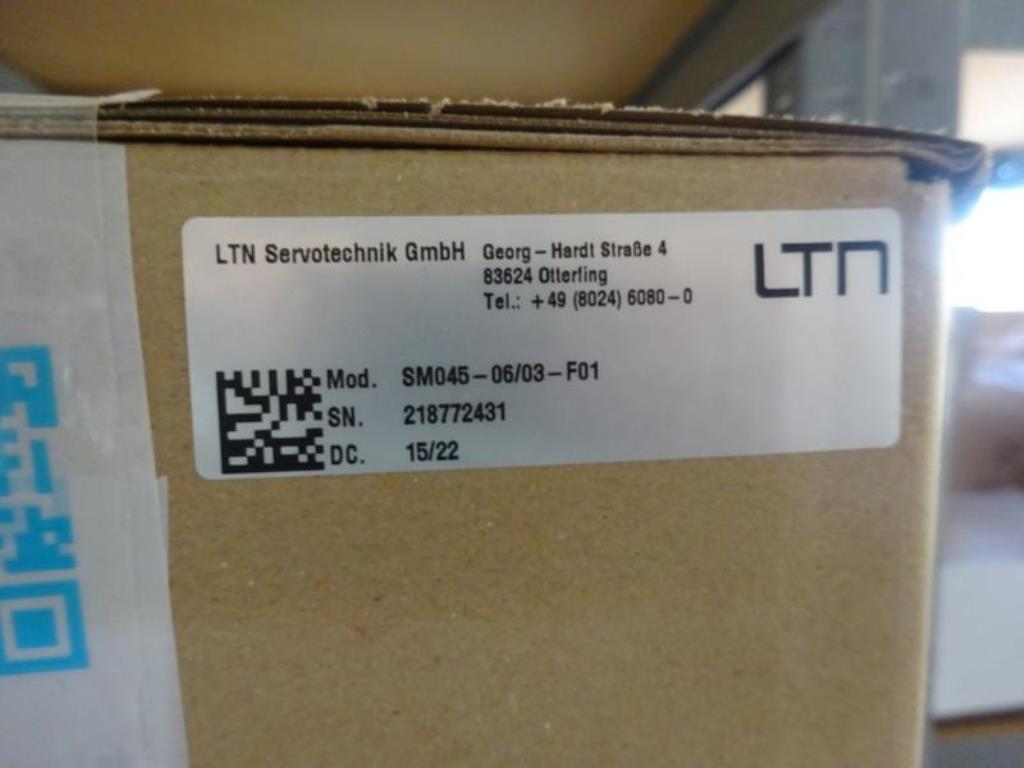 LTN Servotechnik GmbH
Georg-Hardt Straße 4
83624 Otterfing
Tel.: +49 (8024) 6080-0
LTN
Mod. SM045-06/03-F01
SN. 218772431
DC. 15/22